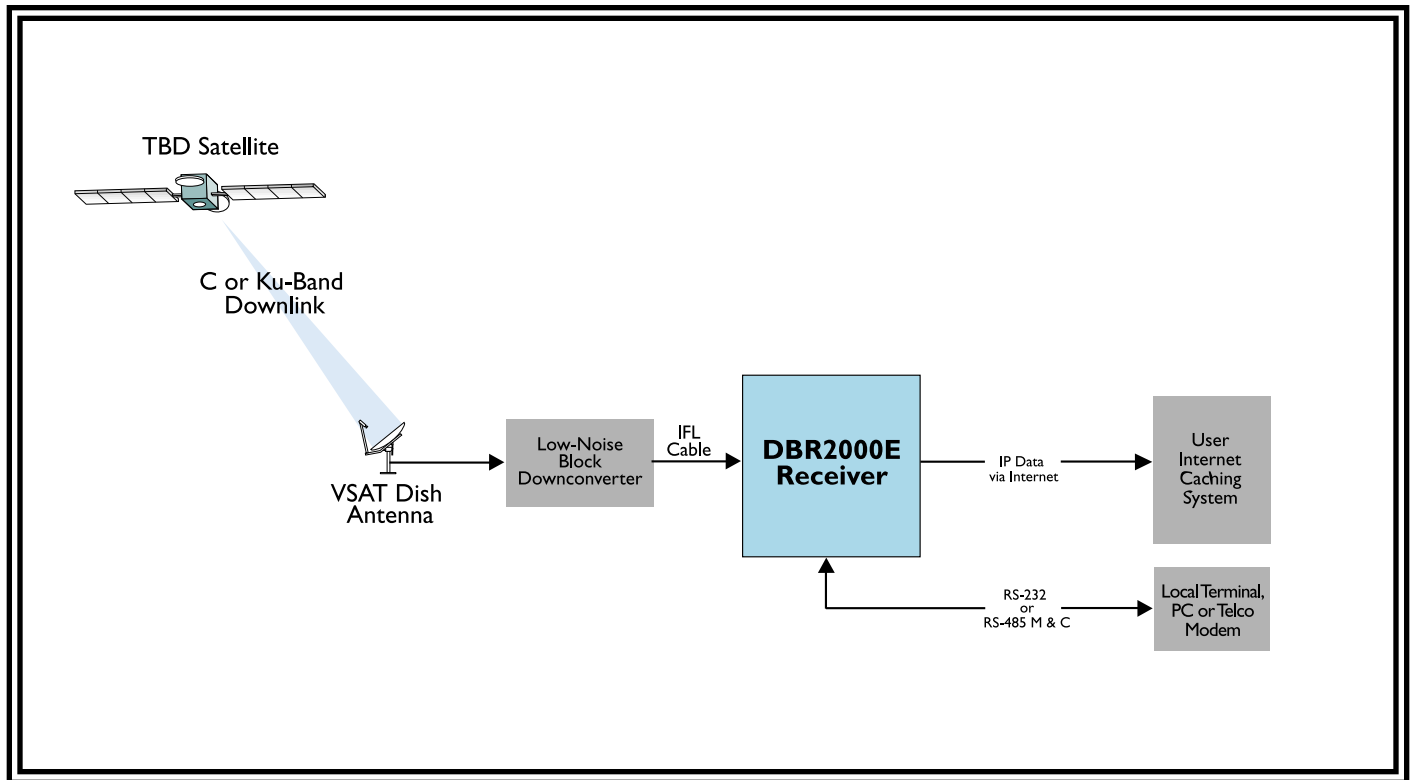 TBD Satellite
C or Ku-Band
Downlink
VSAT Dish
Antenna
Low-Noise
Block
Downconverter
IFL
Cable
DBR2000E
Receiver
IP Data
via Internet
User
Internet
Caching
System
RS-232
or
RS-485 M & C
Local Terminal,
PC or Telco
Modem